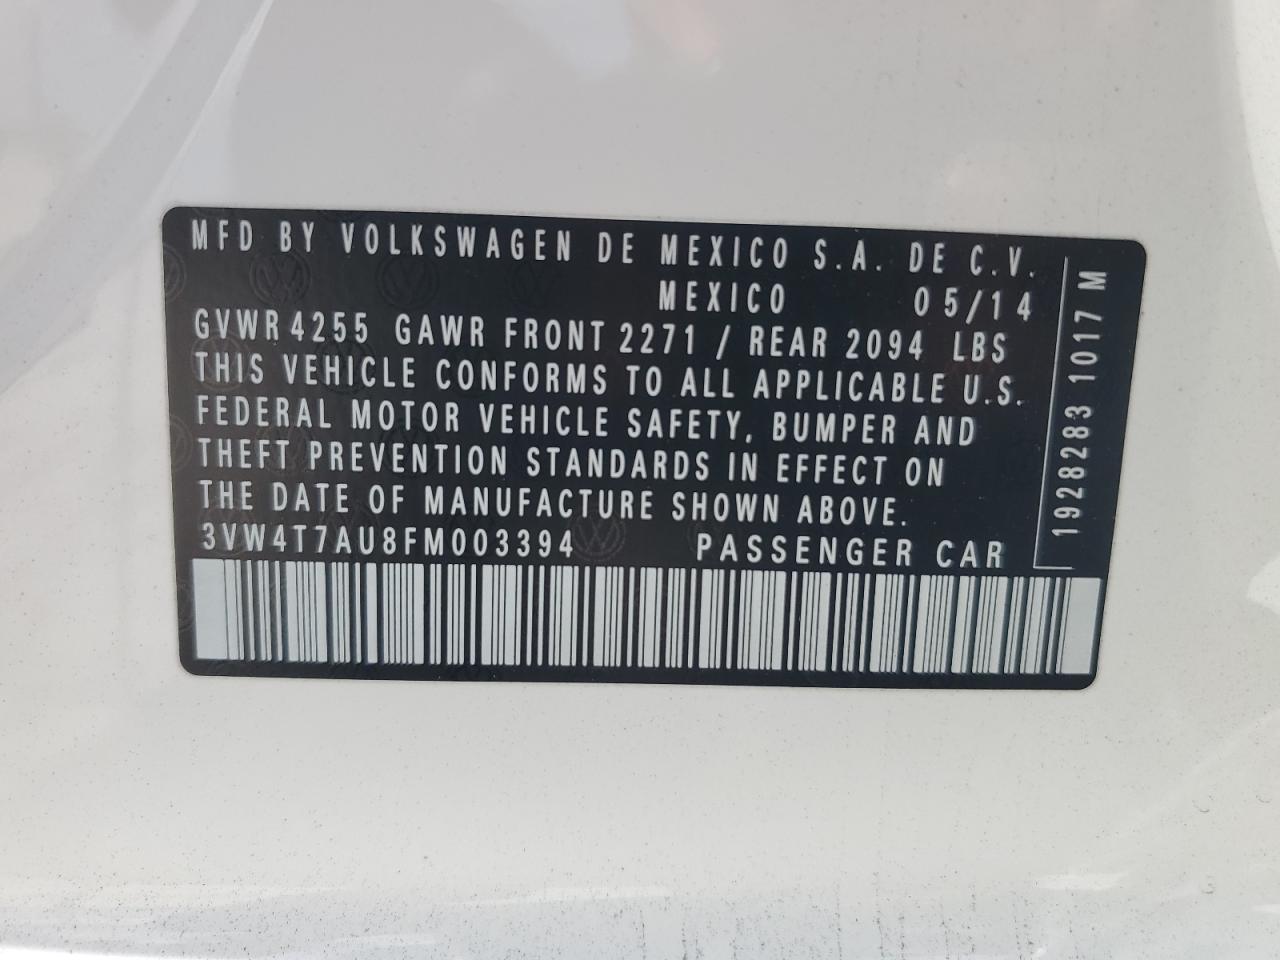 MFD BY VOLKSWAGEN DE MEXICO S.A. DE C.V.
MEXICO 05/14
GVWR 4255 GAWR FRONT 2271 / REAR 2094 LBS
THIS VEHICLE CONFORMS TO ALL APPLICABLE U.S.
FEDERAL MOTOR VEHICLE SAFETY, BUMPER AND
THEFT PREVENTION STANDARDS IN EFFECT ON
THE DATE OF MANUFACTURE SHOWN ABOVE.
3VW4T7AU8FM003394 PASSENGER CAR
1928283 1017 M